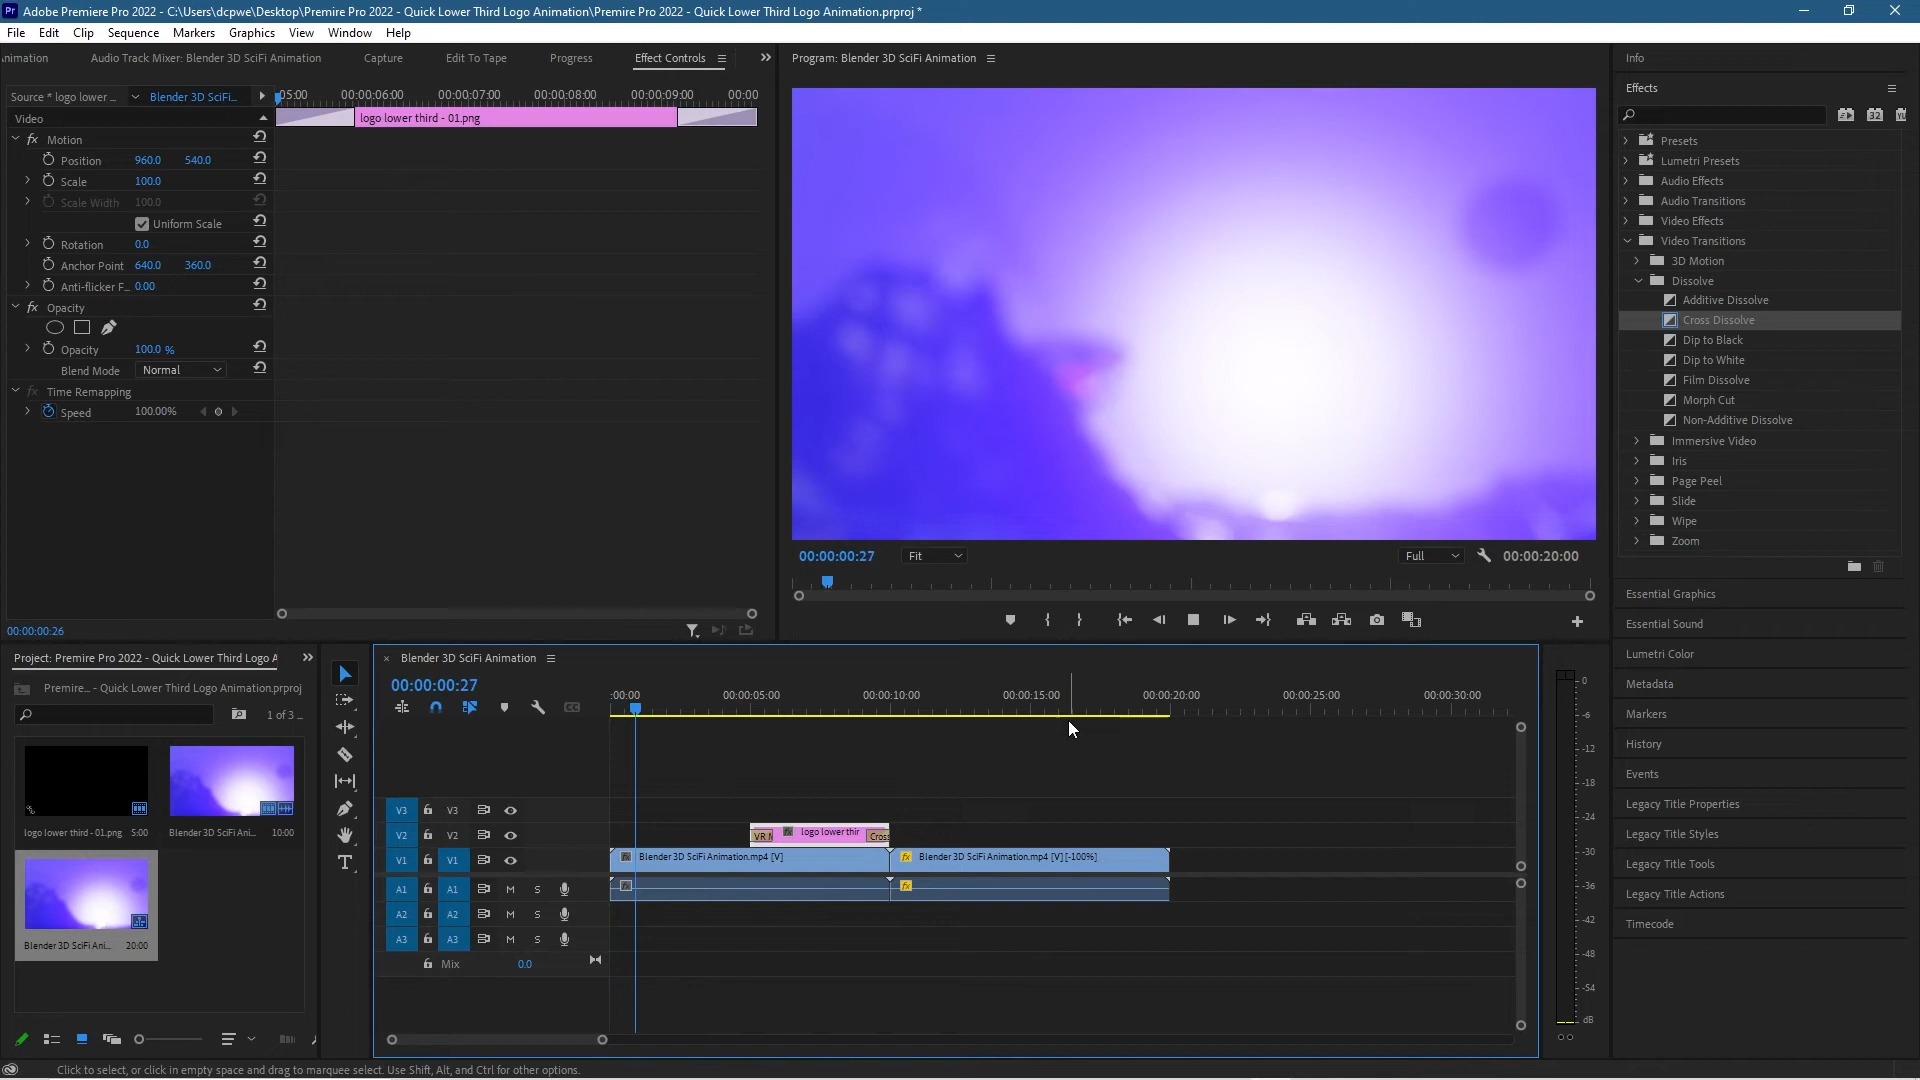 Adobe Premiere Pro 2022 - C:\Users\dcpwe\Desktop\Premire Pro 2022 - Quick Lower Third Logo Animation\Premire Pro 2022 - Quick Lower Third Logo Animation.prproj *
File Edit Clip Sequence Markers Graphics View Window Help
nimation Audio Track Mixer: Blender 3D SciFi Animation Capture Edit To Tape Progress Effect Controls
Source * logo lower ... Blender 3D SciFi...
05:00 00:00:06:00 00:00:07:00 00:00:08:00 00:00:09:00 00:00
Video
logo lower third - 01.png
fx Motion
Position 960.0 540.0
Scale 100.0
Scale Width 100.0
Uniform Scale
Rotation 0.0
Anchor Point 640.0 360.0
Anti-flicker F... 0.00
fx Opacity
Opacity 100.0 %
Blend Mode Normal
fx Time Remapping
Speed 100.00%
00:00:00:26
Program: Blender 3D SciFi Animation
00:00:00:27 Fit Full 00:00:20:00
Info
Effects
32
Presets
Lumetri Presets
Audio Effects
Audio Transitions
Video Effects
Video Transitions
3D Motion
Dissolve
Additive Dissolve
Cross Dissolve
Dip to Black
Dip to White
Film Dissolve
Morph Cut
Non-Additive Dissolve
Immersive Video
Iris
Page Peel
Slide
Wipe
Zoom
Essential Graphics
Essential Sound
Lumetri Color
Metadata
Markers
History
Events
Legacy Title Properties
Legacy Title Styles
Legacy Title Tools
Legacy Title Actions
Timecode
Project: Premire Pro 2022 - Quick Lower Third Logo A
Premire... - Quick Lower Third Logo Animation.prproj
1 of 3 ...
logo lower third - 01.png 5:00
Blender 3D SciFi Ani... 10:00
Blender 3D SciFi Ani... 20:00
Blender 3D SciFi Animation
00:00:00:27
:00:00 00:00:05:00 00:00:10:00 00:00:15:00 00:00:20:00 00:00:25:00 00:00:30:00
V3 V3
V2 V2 VR M fx logo lower thir Cross
V1 V1 fx Blender 3D SciFi Animation.mp4 [V] fx Blender 3D SciFi Animation.mp4 [V] [-100%]
A1 A1 M S fx fx
A2 A2 M S
A3 A3 M S
Mix 0.0
0
-6
-12
-18
-24
-30
-36
-42
-48
-54
dB
Click to select, or click in empty space and drag to marquee select. Use Shift, Alt, and Ctrl for other options.